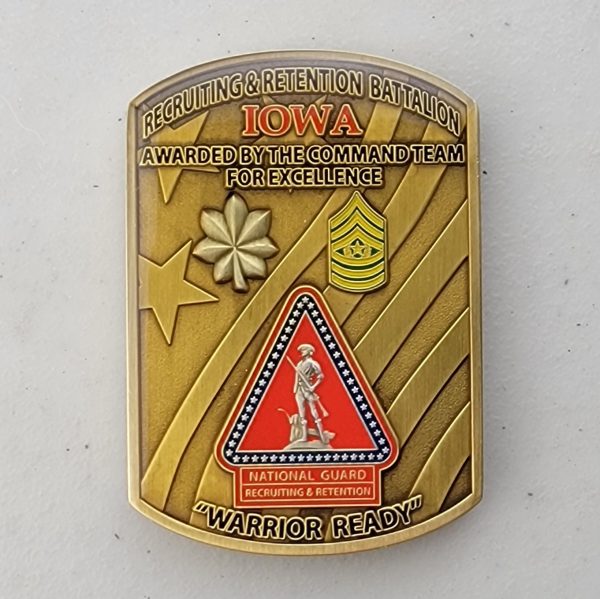 RECRUITING & RETENTION BATTALION
IOWA
AWARDED BY THE COMMAND TEAM
FOR EXCELLENCE
NATIONAL GUARD
RECRUITING & RETENTION
"WARRIOR READY"